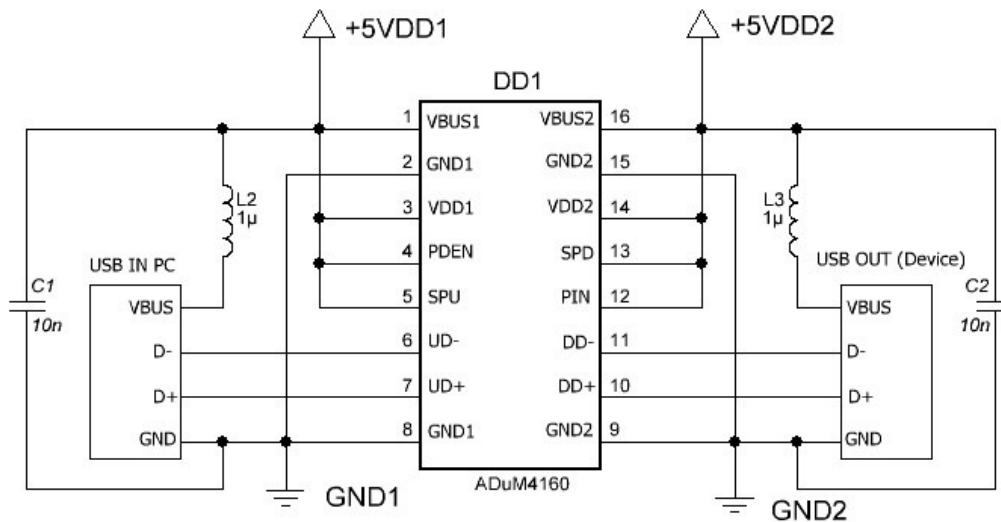 +5VDD1
+5VDD2
DD1
1 VBUS1 VBUS2 16
2 GND1 GND2 15
3 VDD1 VDD2 14
4 PDEN SPD 13
5 SPU PIN 12
6 UD- DD- 11
7 UD+ DD+ 10
8 GND1 GND2 9
ADuM4160
L2
1µ
L3
1µ
USB IN PC
VBUS
D-
D+
GND
C1
10n
USB OUT (Device)
VBUS
D-
D+
GND
C2
10n
GND1
GND2